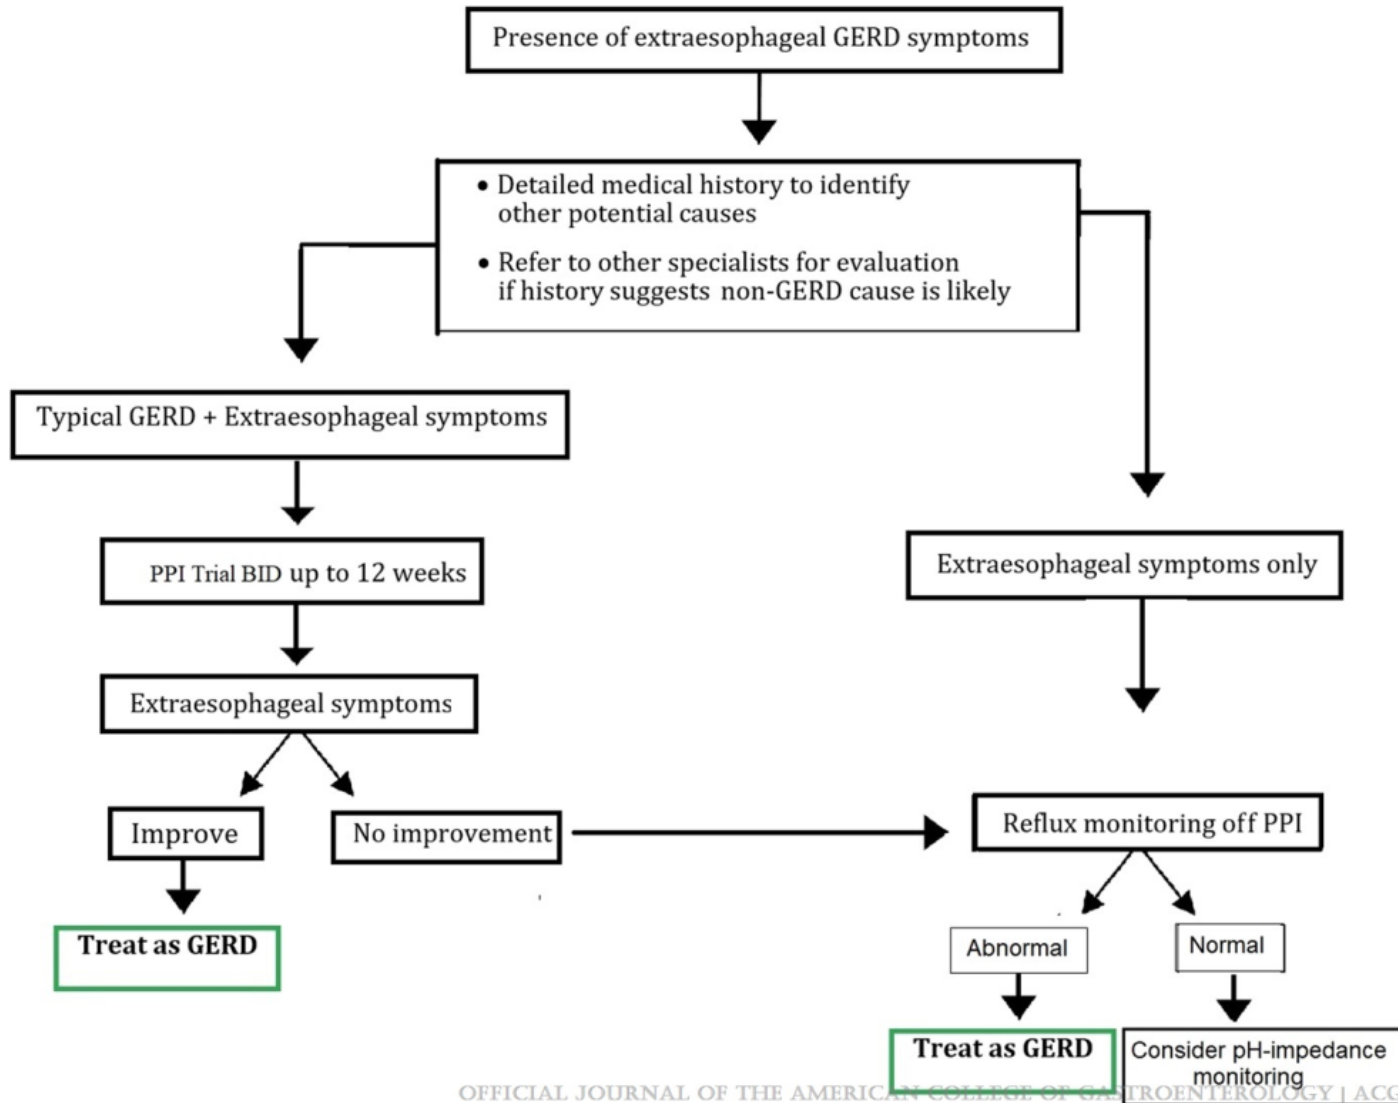 Presence of extraesophageal GERD symptoms
• Detailed medical history to identify
other potential causes
• Refer to other specialists for evaluation
if history suggests non-GERD cause is likely
Typical GERD + Extraesophageal symptoms
PPI Trial BID up to 12 weeks
Extraesophageal symptoms only
Extraesophageal symptoms
Improve
No improvement
Reflux monitoring off PPI
Treat as GERD
Abnormal
Normal
Treat as GERD
Consider pH-impedance
monitoring
OFFICIAL JOURNAL OF THE AMERICAN COLLEGE OF GASTROENTEROLOGY | ACG